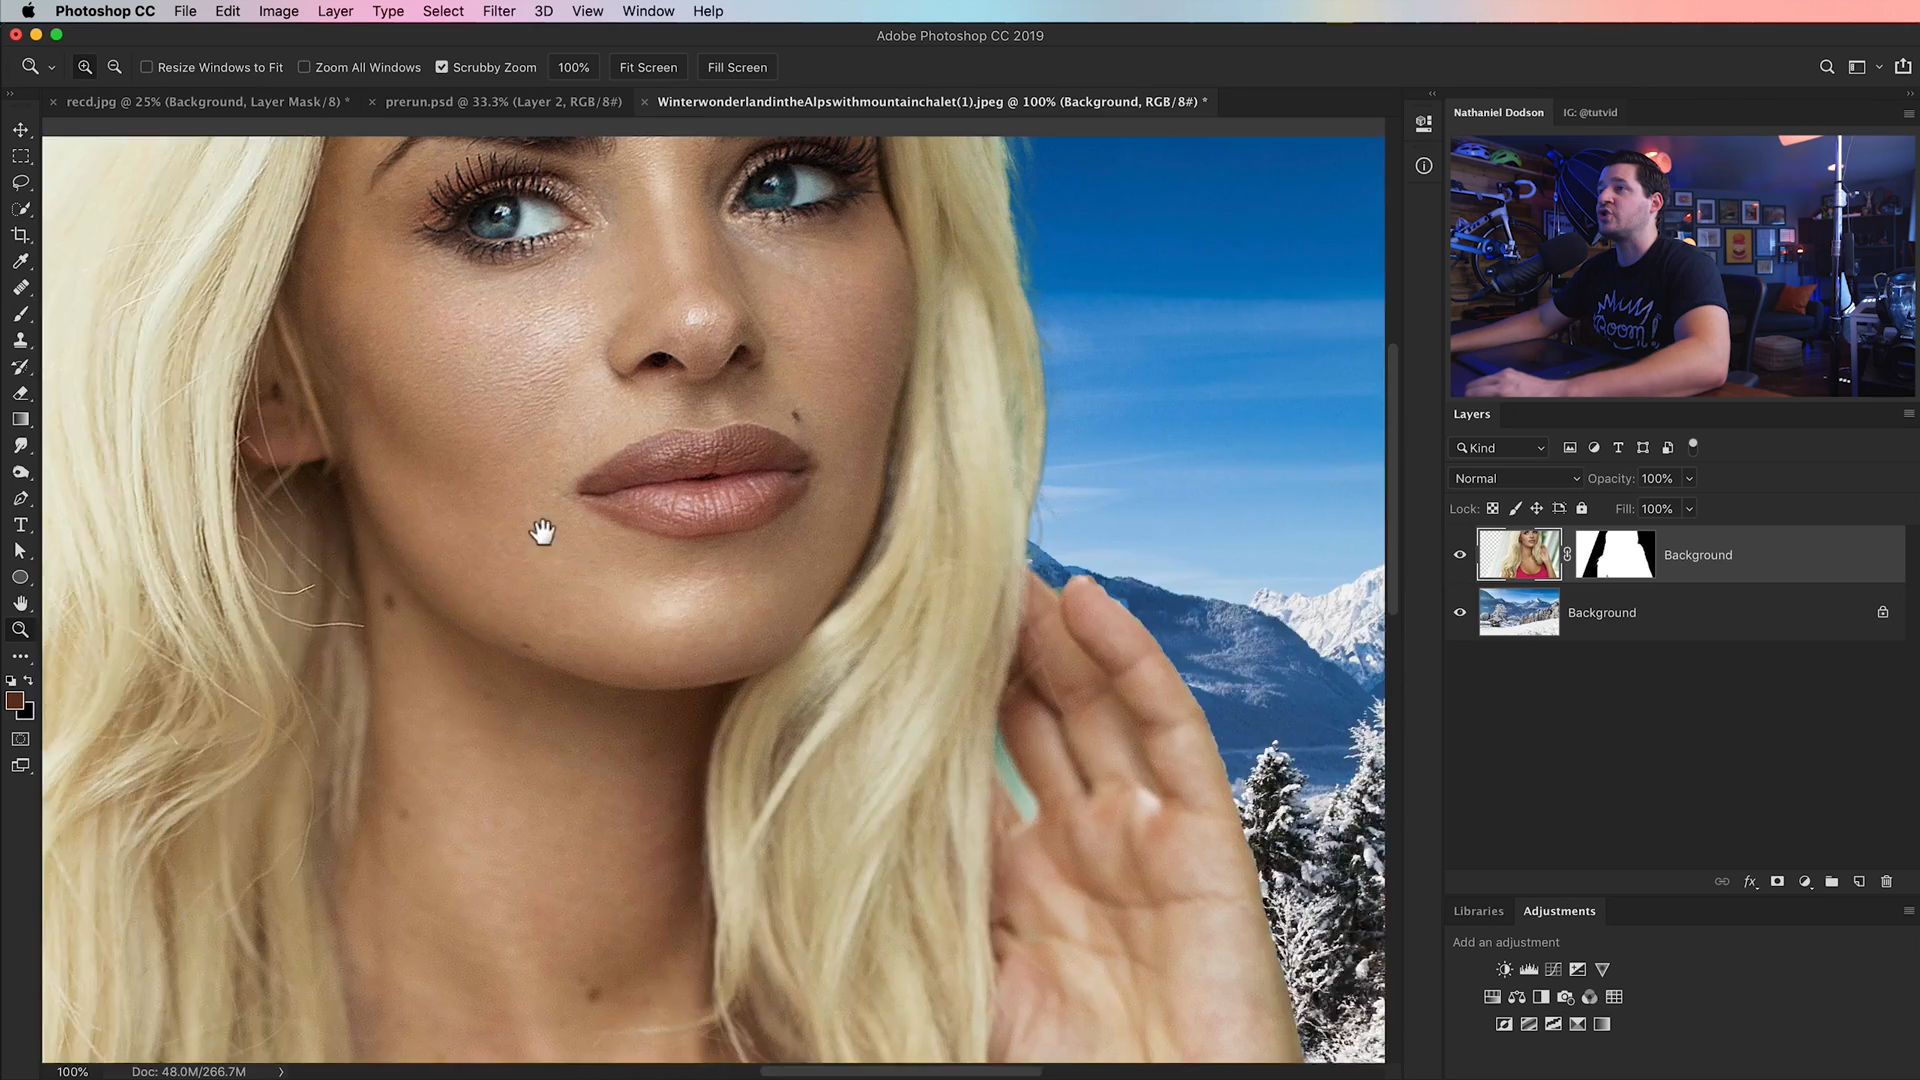 Photoshop CC File Edit Image Layer Type Select Filter 3D View Window Help
Adobe Photoshop CC 2019
Resize Windows to Fit Zoom All Windows Scrubby Zoom 100% Fit Screen Fill Screen
recd.jpg @ 25% (Background, Layer Mask/8) * prerun.psd @ 33.3% (Layer 2, RGB/8#) WinterwonderlandintheAlpswithmountainchalet(1).jpeg @ 100% (Background, RGB/8#) *
Nathaniel Dodson IG: @tutvid
Boom!
Layers
Kind
Normal Opacity: 100%
Lock: Fill: 100%
Background
Background
fx
Libraries Adjustments
Add an adjustment
100% Doc: 48.0M/266.7M